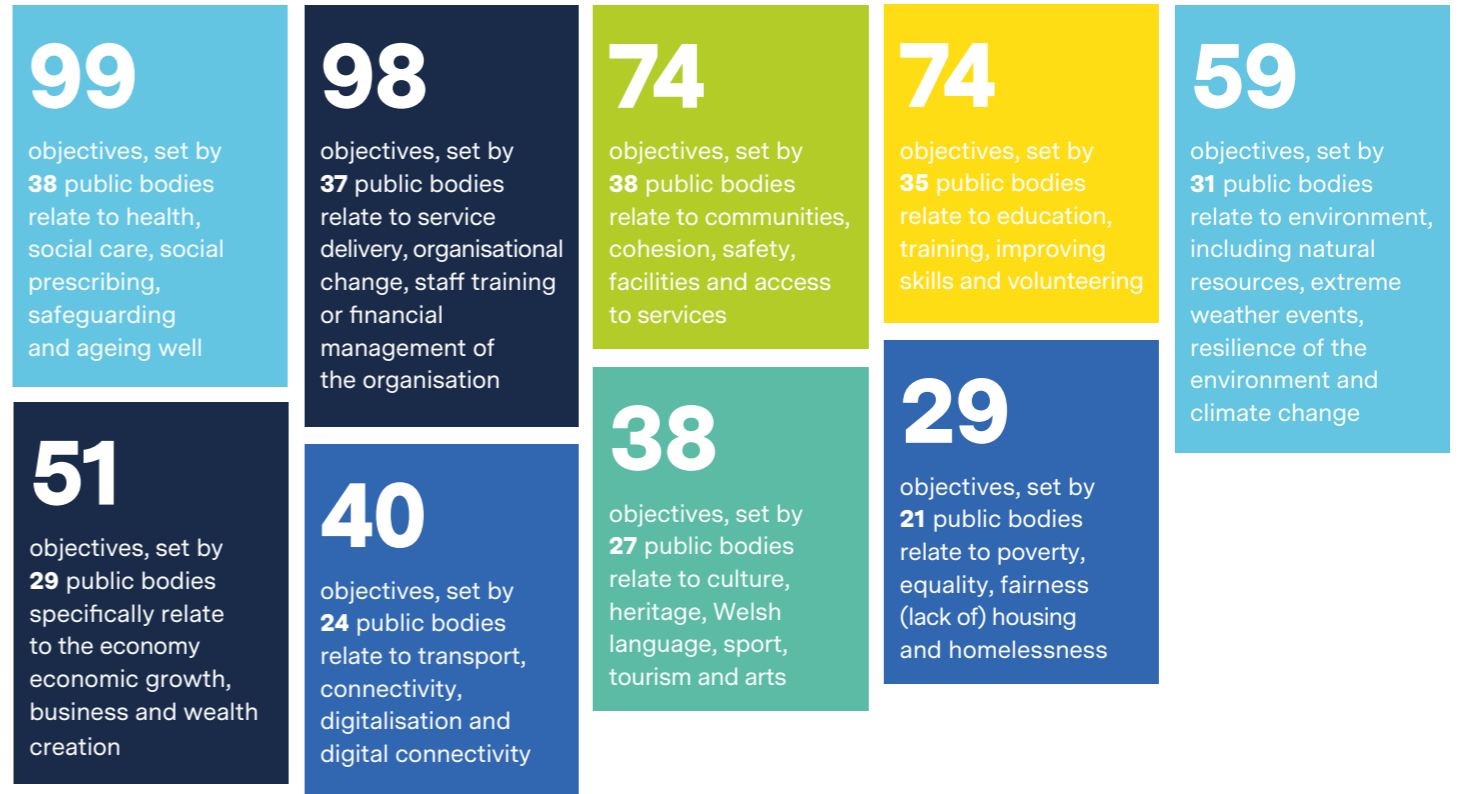 99
objectives, set by
38 public bodies
relate to health,
social care, social
prescribing,
safeguarding
and ageing well
98
objectives, set by
37 public bodies
relate to service
delivery, organisational
change, staff training
or financial
management of
the organisation
74
objectives, set by
38 public bodies
relate to communities,
cohesion, safety,
facilities and access
to services
74
objectives, set by
35 public bodies
relate to education,
training, improving
skills and volunteering
59
objectives, set by
31 public bodies
relate to environment,
including natural
resources, extreme
weather events,
resilience of the
environment and
climate change
51
objectives, set by
29 public bodies
specifically relate
to the economy
economic growth,
business and wealth
creation
40
objectives, set by
24 public bodies
relate to transport,
connectivity,
digitalisation and
digital connectivity
38
objectives, set by
27 public bodies
relate to culture,
heritage, Welsh
language, sport,
tourism and arts
29
objectives, set by
21 public bodies
relate to poverty,
equality, fairness
(lack of) housing
and homelessness